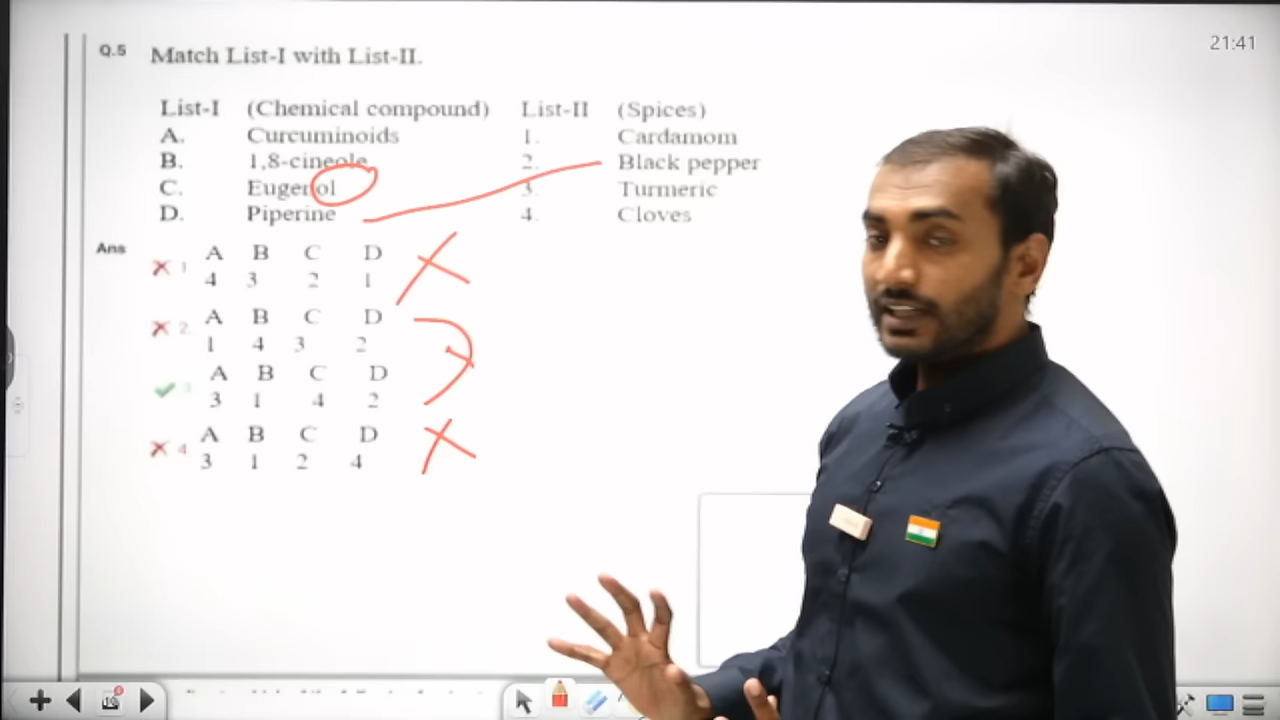 21:41
Q.5 Match List-I with List-II.
List-I (Chemical compound) List-II (Spices)
A. Curcuminoids 1. Cardamom
B. 1,8-cineole 2. Black pepper
C. Eugenol 3. Turmeric
D. Piperine 4. Cloves
Ans
A B C D
1 4 3 2 1
A B C D
2. 1 4 3 2
A B C D
3 3 1 4 2
A B C D
4 3 1 2 4